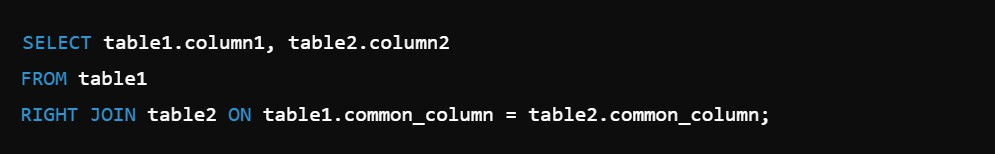 SELECT table1.column1, table2.column2
FROM table1
RIGHT JOIN table2 ON table1.common_column = table2.common_column;